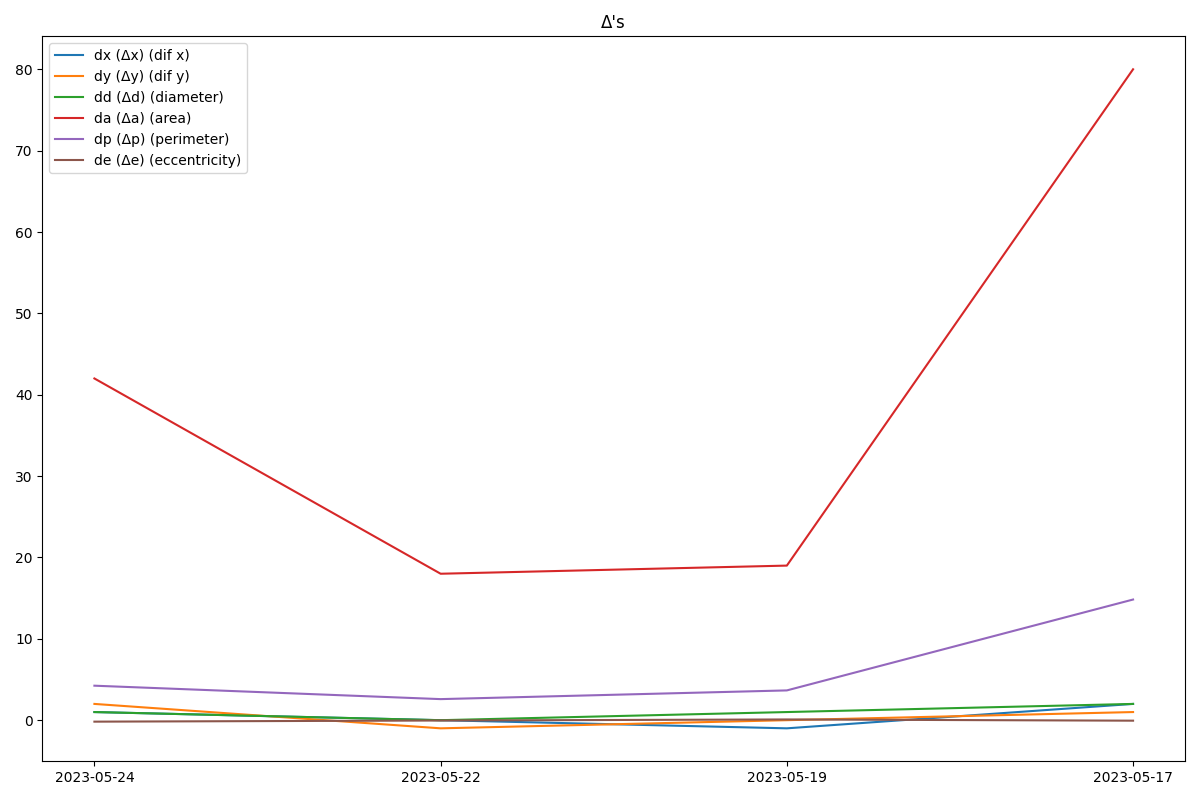 Δ's
dx (Δx) (dif x)
dy (Δy) (dif y)
dd (Δd) (diameter)
da (Δa) (area)
dp (Δp) (perimeter)
de (Δe) (eccentricity)
80
70
60
50
40
30
20
10
0
2023-05-24 2023-05-22 2023-05-19 2023-05-17